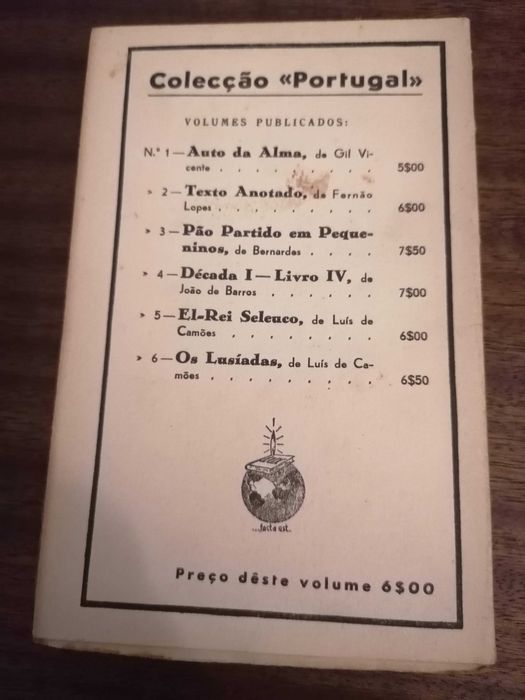 Colecção «Portugal»
VOLUMES PUBLICADOS:
N.º 1 — Auto da Alma, de Gil Vi-
cente . . . . . . . . 5$00
» 2 — Texto Anotado, de Fernão
Lopes . . . . . . . . 6$00
» 3 — Pão Partido em Peque-
ninos, de Bernardes . . . . 7$50
» 4 — Década I — Livro IV, de
João de Barros . . . . . . 7$00
» 5 — El-Rei Seleuco, de Luís de
Camões . . . . . . . . 6$00
» 6 — Os Lusíadas, de Luís de Ca-
mões . . . . . . . . . 6$50
...facta est...
Preço dêste volume 6$00